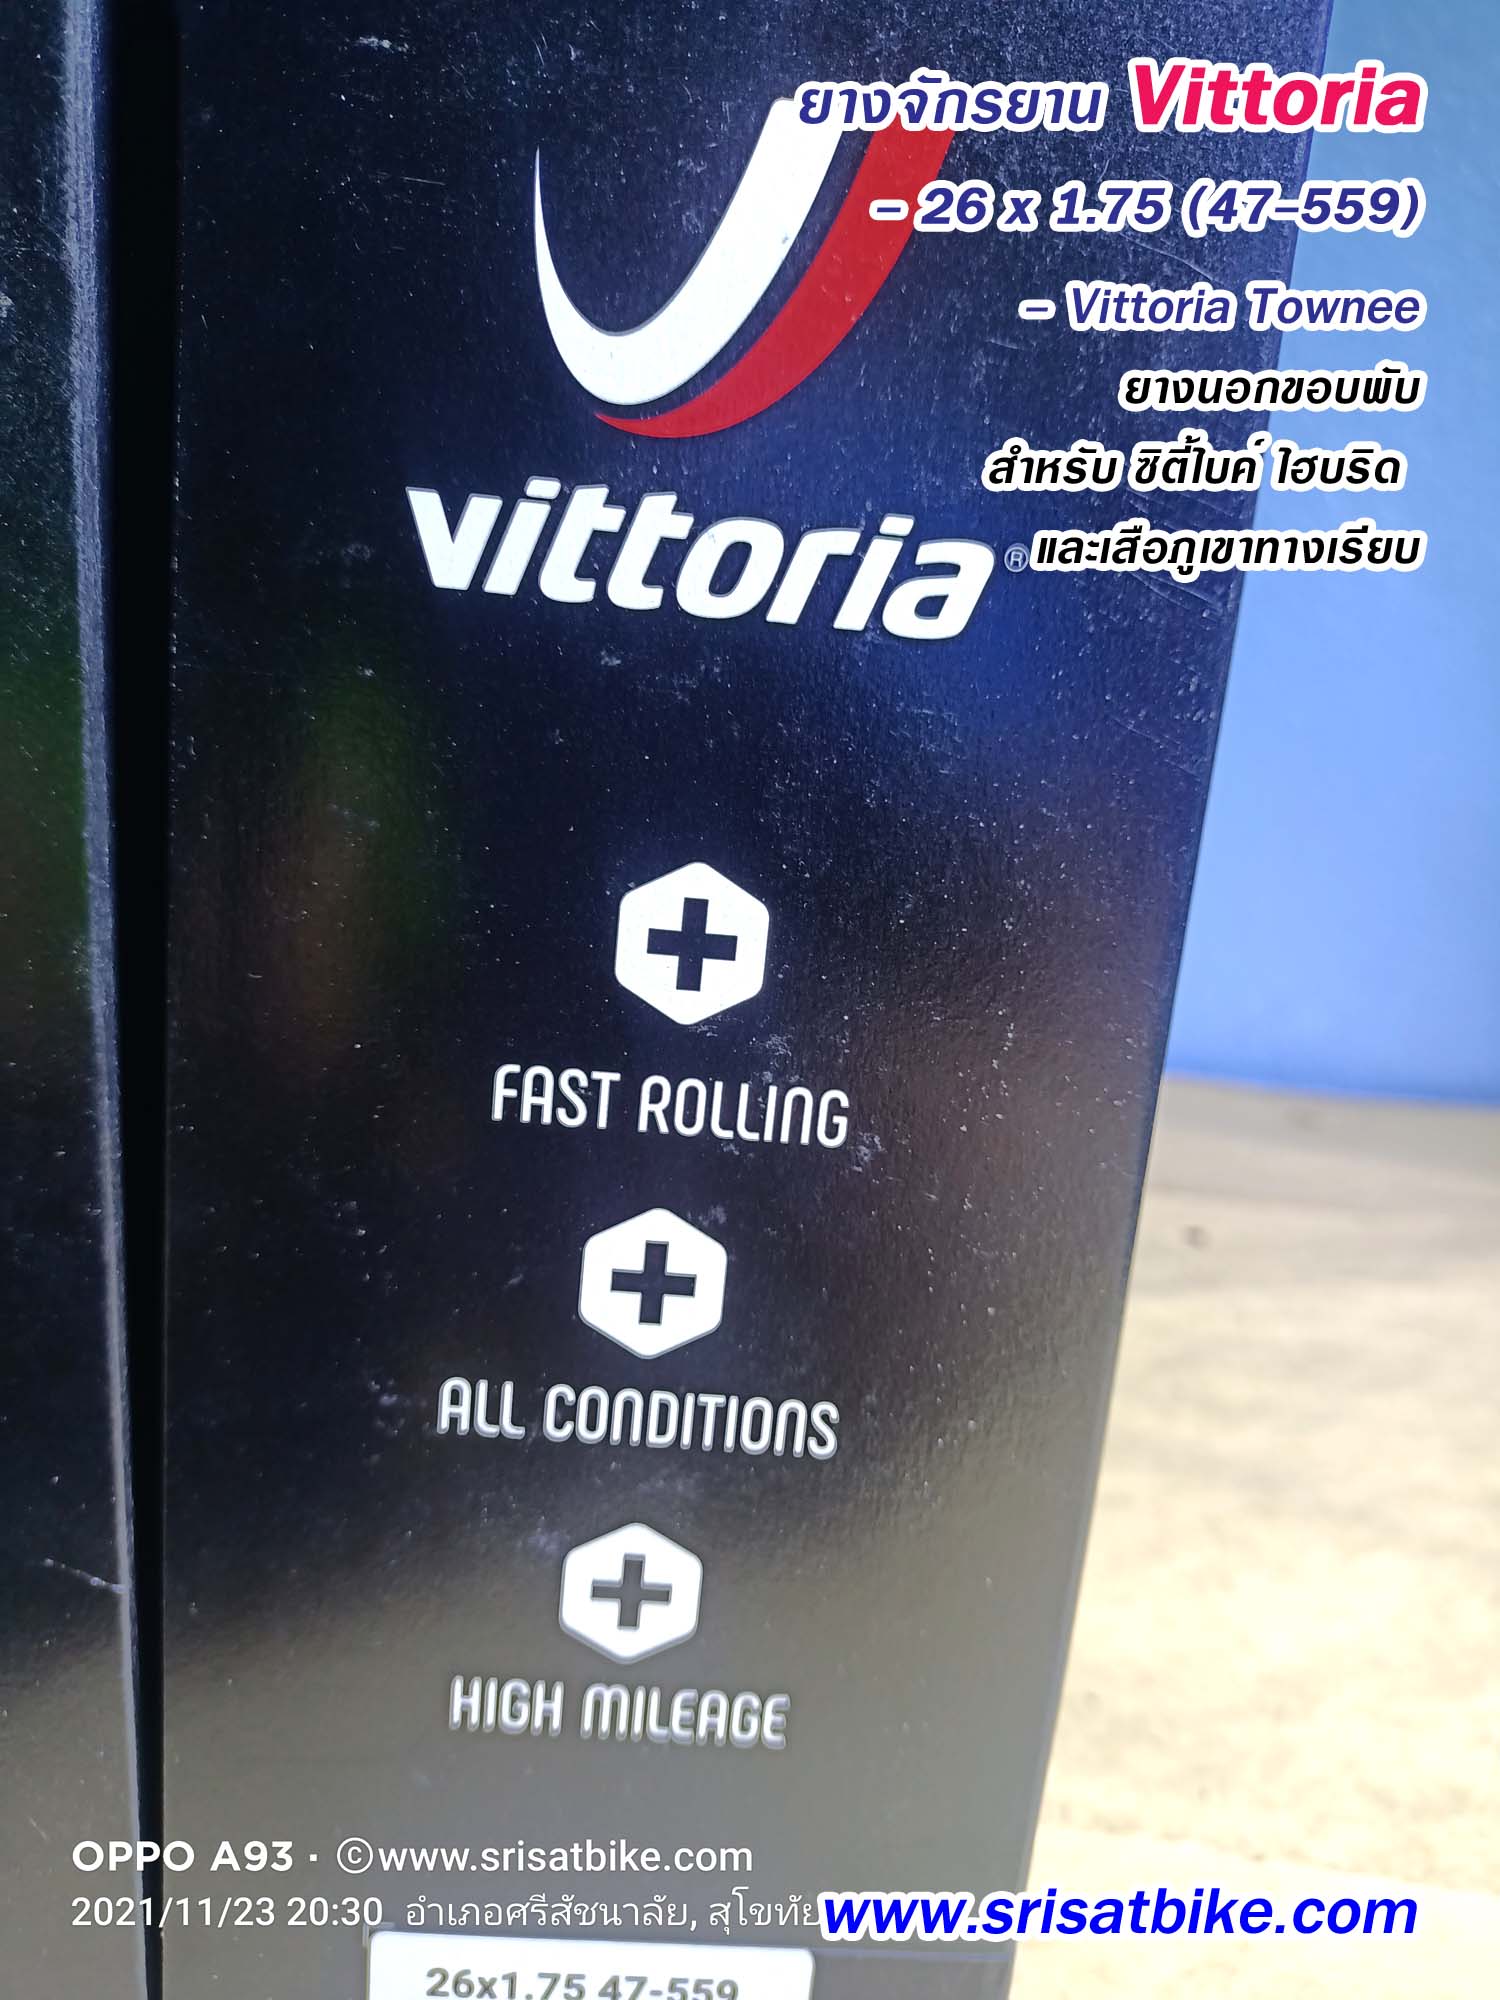 ยางจักรยาน Vittoria
– 26 x 1.75 (47–559)
– Vittoria Townee
ยางนอกขอบพับ
สำหรับ ซิตี้ไบค์ ไฮบริด
และเสือภูเขาทางเรียบ
vittoria®
FAST ROLLING
ALL CONDITIONS
HIGH MILEAGE
OPPO A93 · ©www.srisatbike.com
2021/11/23 20:30 อำเภอศรีสัชนาลัย, สุโขทัย
www.srisatbike.com
26x1.75 47-559